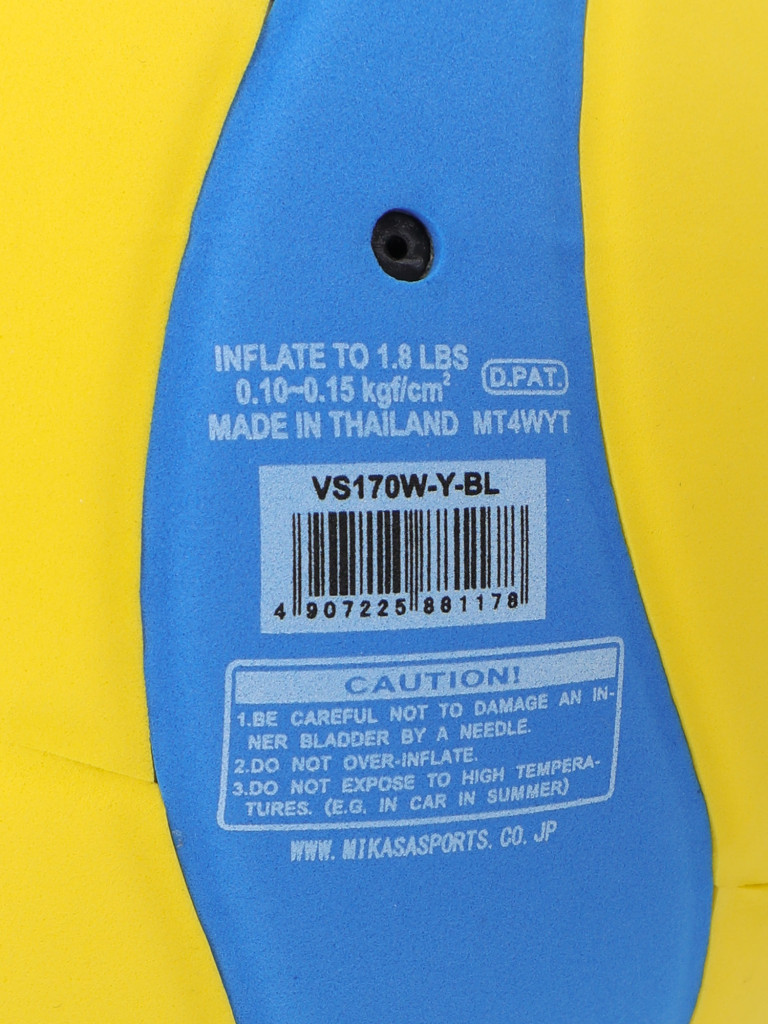 INFLATE TO 1.8 LBS
0.10~0.15 kgf/cm²
D.PAT.
MADE IN THAILAND MT4WYT
VS170W-Y-BL
4 907225 881178
CAUTION!
1.BE CAREFUL NOT TO DAMAGE AN IN-
NER BLADDER BY A NEEDLE.
2.DO NOT OVER-INFLATE.
3.DO NOT EXPOSE TO HIGH TEMPERA-
TURES. (E.G. IN CAR IN SUMMER)
WWW. MIKASASPORTS. CO. JP